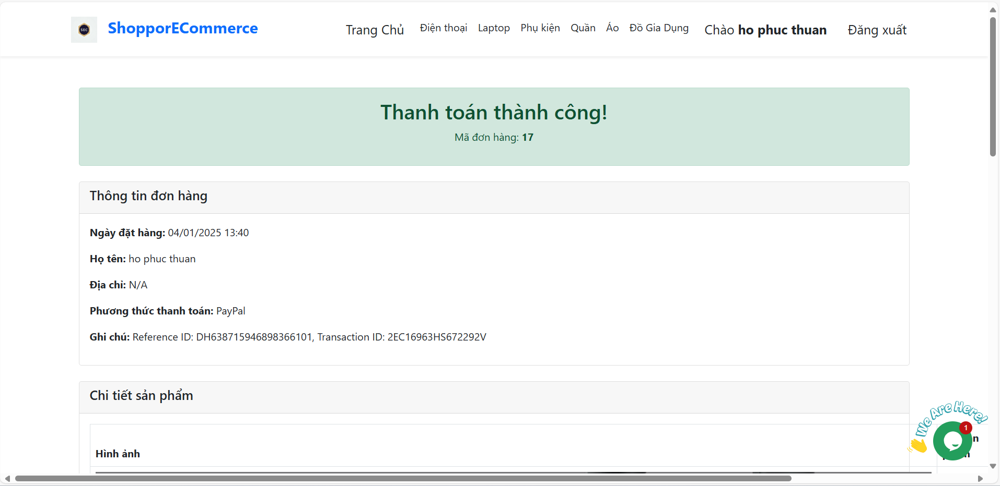 SEC
ShopporECommerce
Trang Chủ Điện thoại Laptop Phụ kiện Quần Áo Đồ Gia Dụng Chào ho phuc thuan Đăng xuất
Thanh toán thành công!
Mã đơn hàng: 17
Thông tin đơn hàng
Ngày đặt hàng: 04/01/2025 13:40
Họ tên: ho phuc thuan
Địa chỉ: N/A
Phương thức thanh toán: PayPal
Ghi chú: Reference ID: DH638715946898366101, Transaction ID: 2EC16963HS672292V
Chi tiết sản phẩm
Hình ảnh
We Are Here!
1